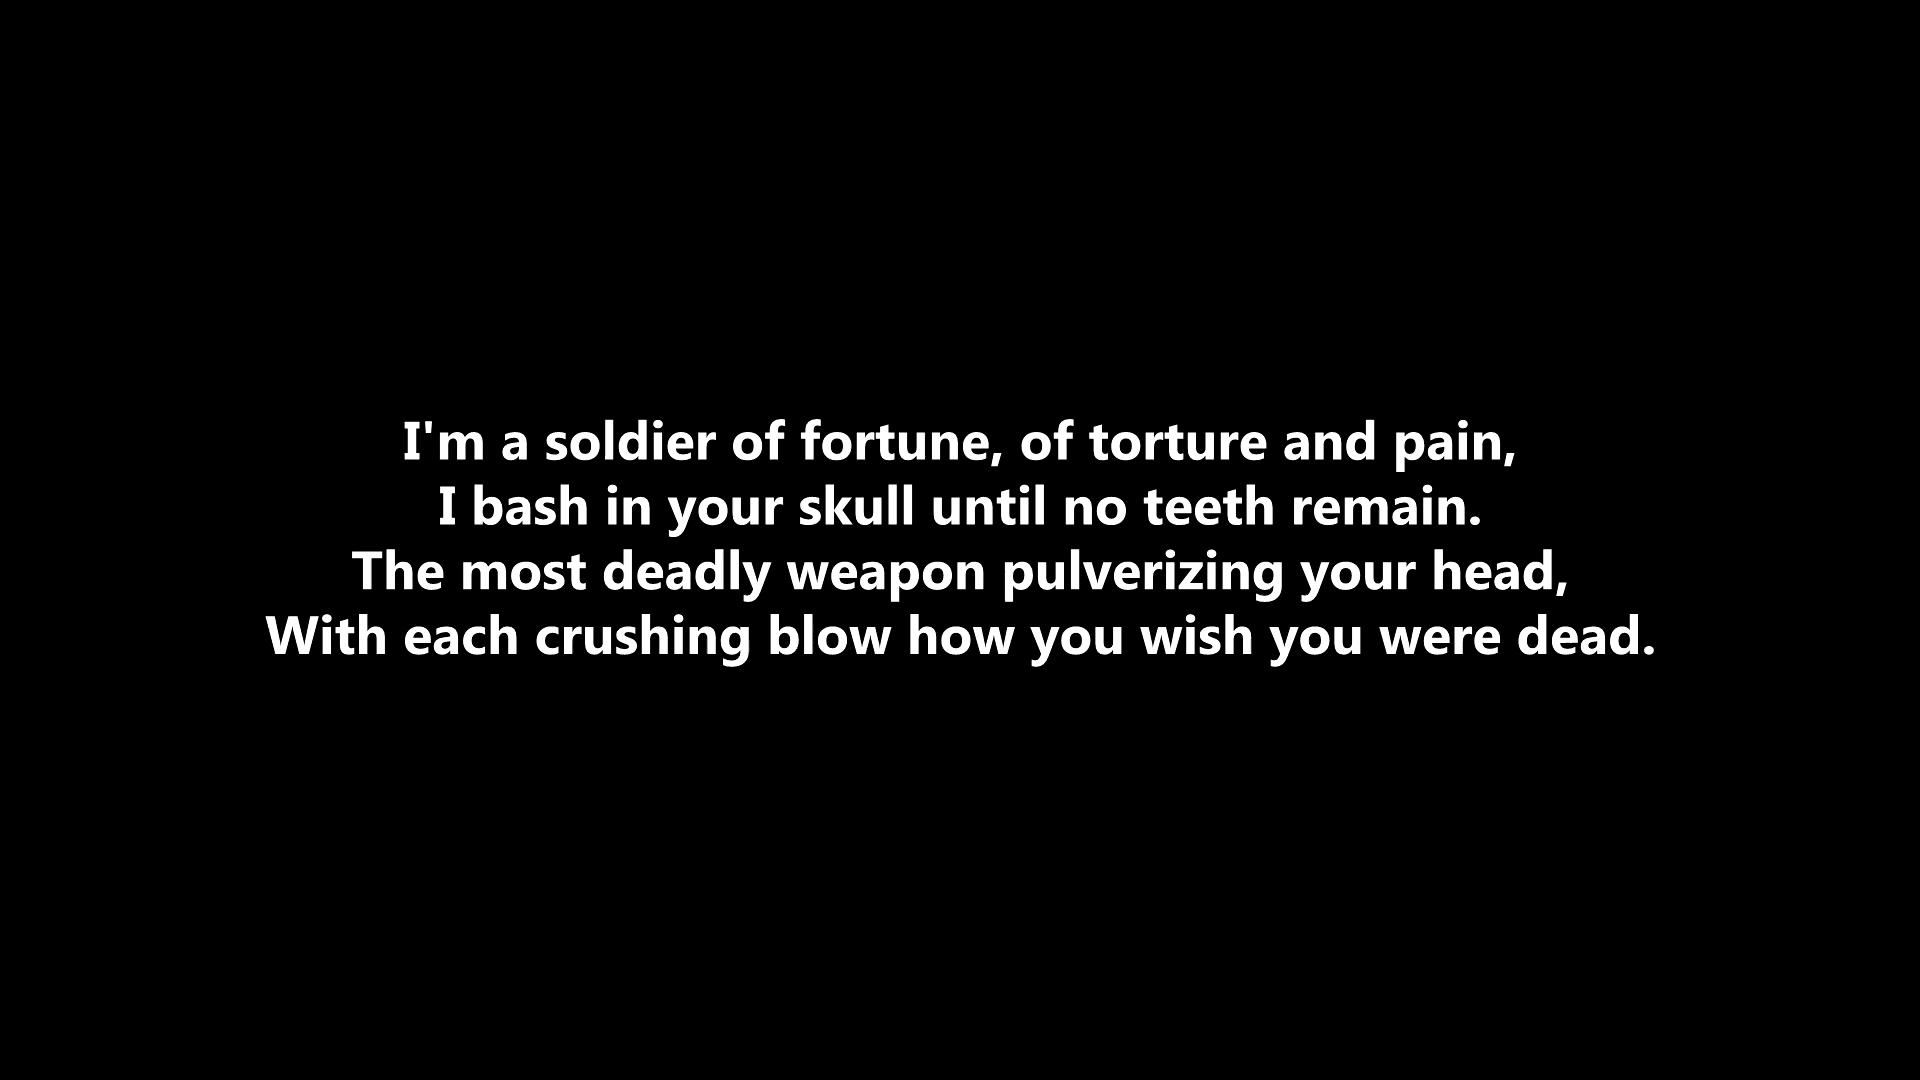 I'm a soldier of fortune, of torture and pain,
I bash in your skull until no teeth remain.
The most deadly weapon pulverizing your head,
With each crushing blow how you wish you were dead.